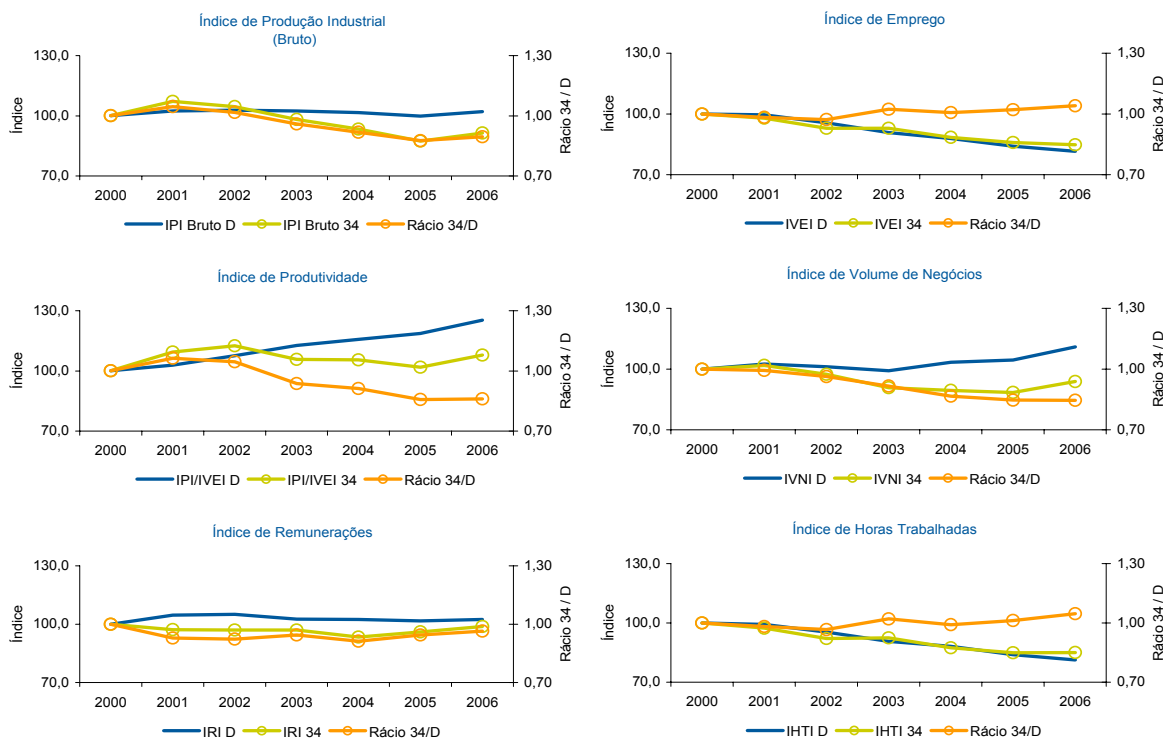 Índice de Produção Industrial
(Bruto)
Índice
130,0
100,0
70,0
1,30
1,00
0,70
Rácio 34 / D
2000 2001 2002 2003 2004 2005 2006
IPI Bruto D IPI Bruto 34 Rácio 34/D
Índice de Emprego
Índice
130,0
100,0
70,0
1,30
1,00
0,70
Rácio 34 / D
2000 2001 2002 2003 2004 2005 2006
IVEI D IVEI 34 Rácio 34/D
Índice de Produtividade
Índice
130,0
100,0
70,0
1,30
1,00
0,70
Rácio 34 / D
2000 2001 2002 2003 2004 2005 2006
IPI/IVEI D IPI/IVEI 34 Rácio 34/D
Índice de Volume de Negócios
Índice
130,0
100,0
70,0
1,30
1,00
0,70
Rácio 34 / D
2000 2001 2002 2003 2004 2005 2006
IVNI D IVNI 34 Rácio 34/D
Índice de Remunerações
Índice
130,0
100,0
70,0
1,30
1,00
0,70
Rácio 34 / D
2000 2001 2002 2003 2004 2005 2006
IRI D IRI 34 Rácio 34/D
Índice de Horas Trabalhadas
Índice
130,0
100,0
70,0
1,30
1,00
0,70
Rácio 34 / D
2000 2001 2002 2003 2004 2005 2006
IHTI D IHTI 34 Rácio 34/D